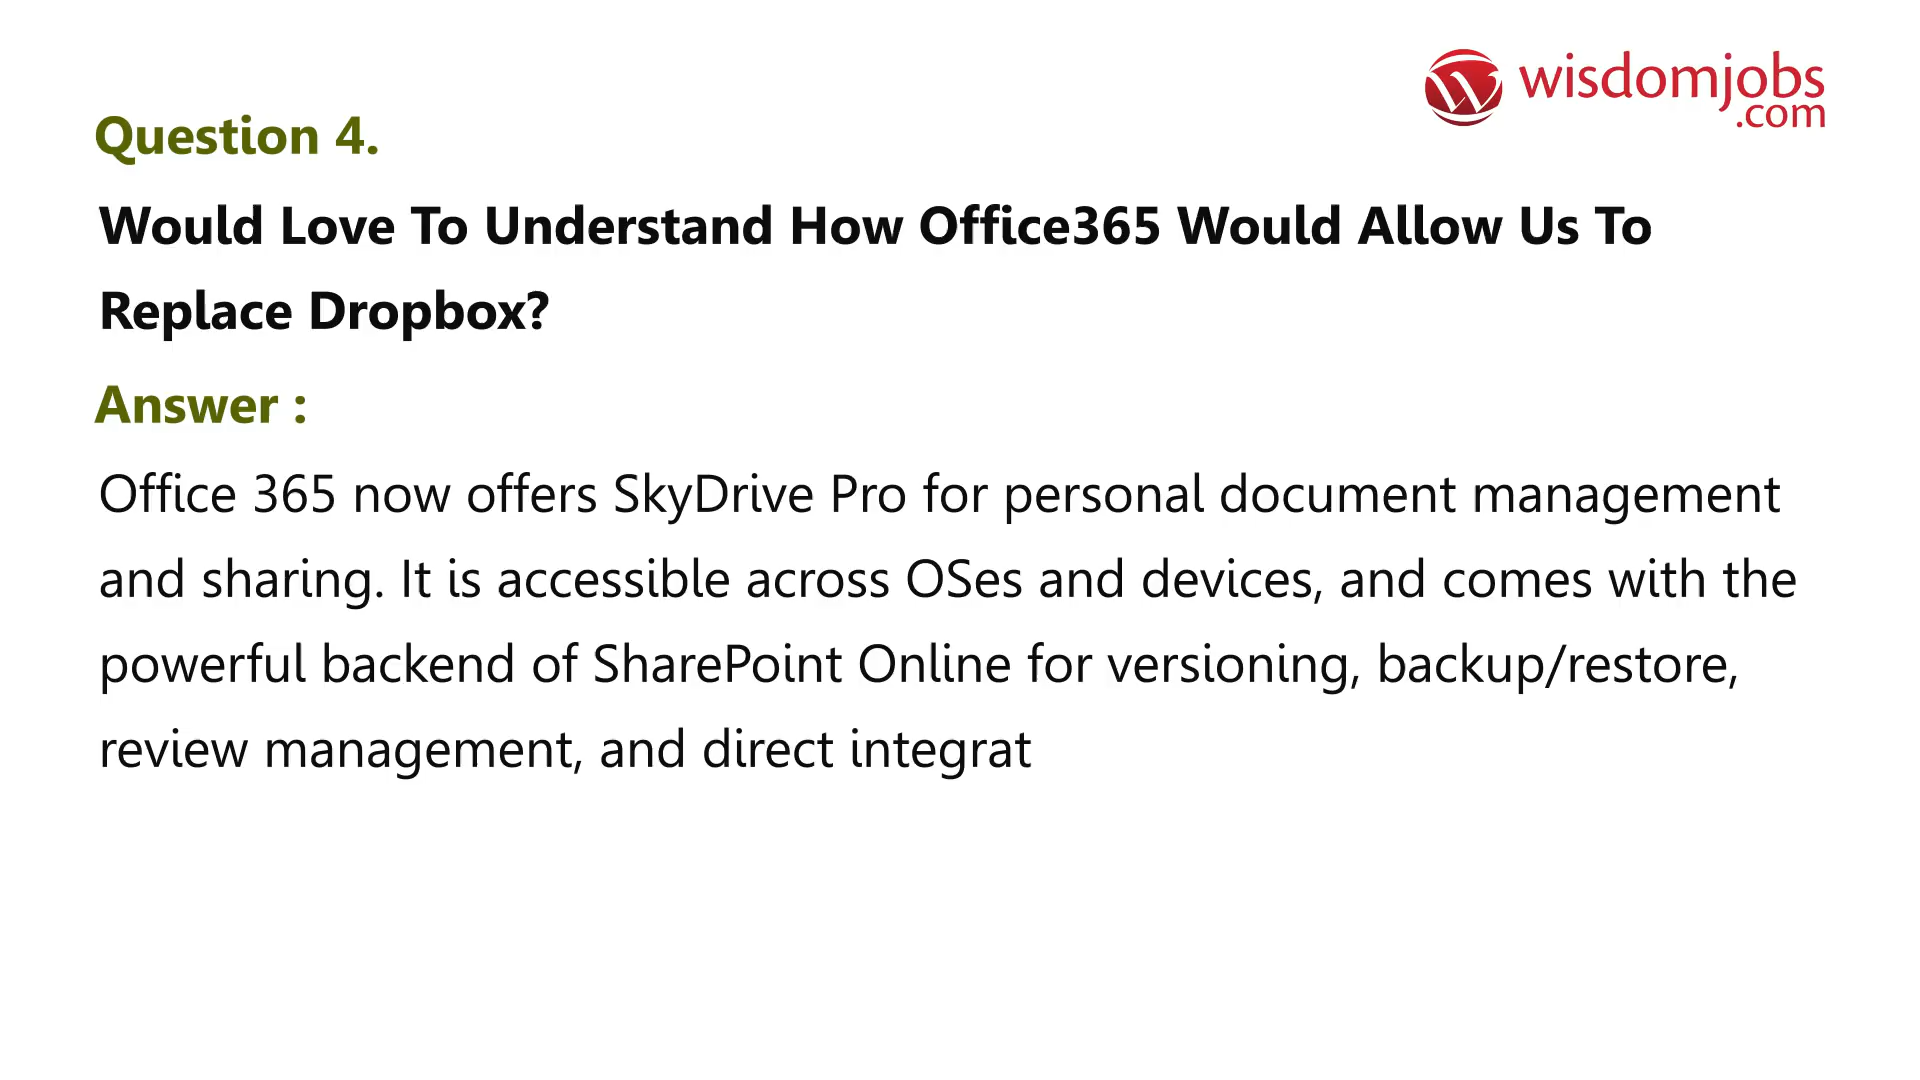 wisdomjobs
.com
Question 4.
Would Love To Understand How Office365 Would Allow Us To
Replace Dropbox?
Answer :
Office 365 now offers SkyDrive Pro for personal document management
and sharing. It is accessible across OSes and devices, and comes with the
powerful backend of SharePoint Online for versioning, backup/restore,
review management, and direct integrat